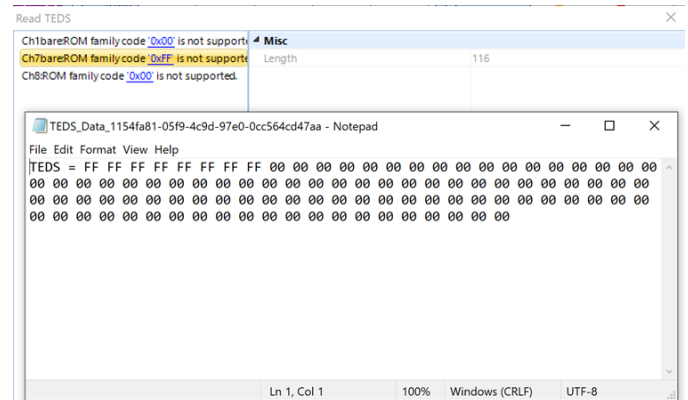 Read TEDS
Ch1bare:ROM family code '0x00' is not supporte
Ch7bare:ROM family code '0xFF' is not supporte
Ch8:ROM family code '0x00' is not supported.
Misc
Length 116
TEDS_Data_1154fa81-05f9-4c9d-97e0-0cc564cd47aa - Notepad
File Edit Format View Help
TEDS = FF FF FF FF FF FF FF FF 00 00 00 00 00 00 00 00 00 00 00 00 00 00 00 00 00
00 00 00 00 00 00 00 00 00 00 00 00 00 00 00 00 00 00 00 00 00 00 00 00 00 00 00
00 00 00 00 00 00 00 00 00 00 00 00 00 00 00 00 00 00 00 00 00 00 00 00 00 00 00
00 00 00 00 00 00 00 00 00 00 00 00 00 00 00 00 00 00 00 00 00
Ln 1, Col 1 100% Windows (CRLF) UTF-8